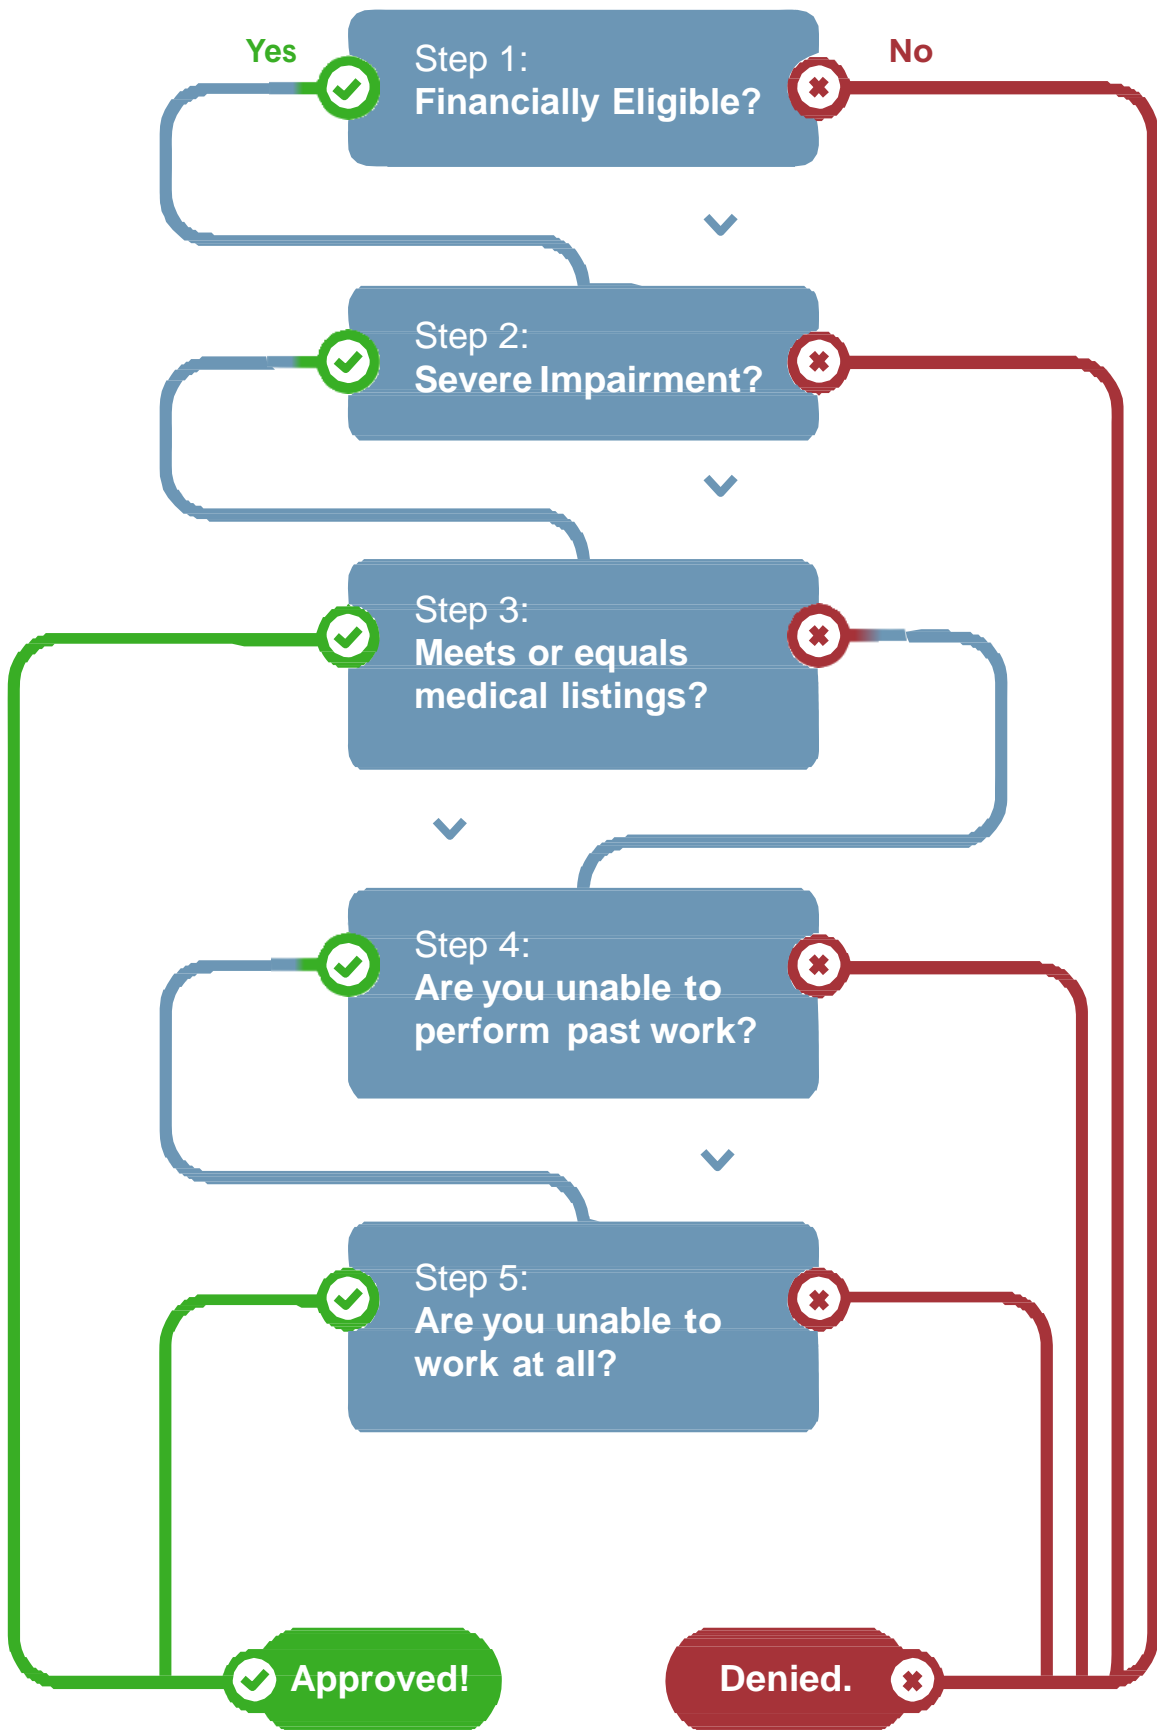 Yes
No
Step 1:
Financially Eligible?
Step 2:
Severe Impairment?
Step 3:
Meets or equals
medical listings?
Step 4:
Are you unable to
perform past work?
Step 5:
Are you unable to
work at all?
Approved!
Denied.